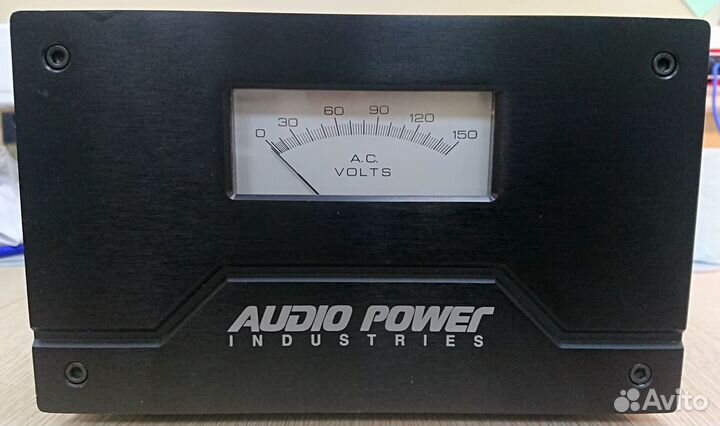 0 30 60 90 120 150
A.C.
VOLTS
AUDIO POWER
INDUSTRIES
Avito